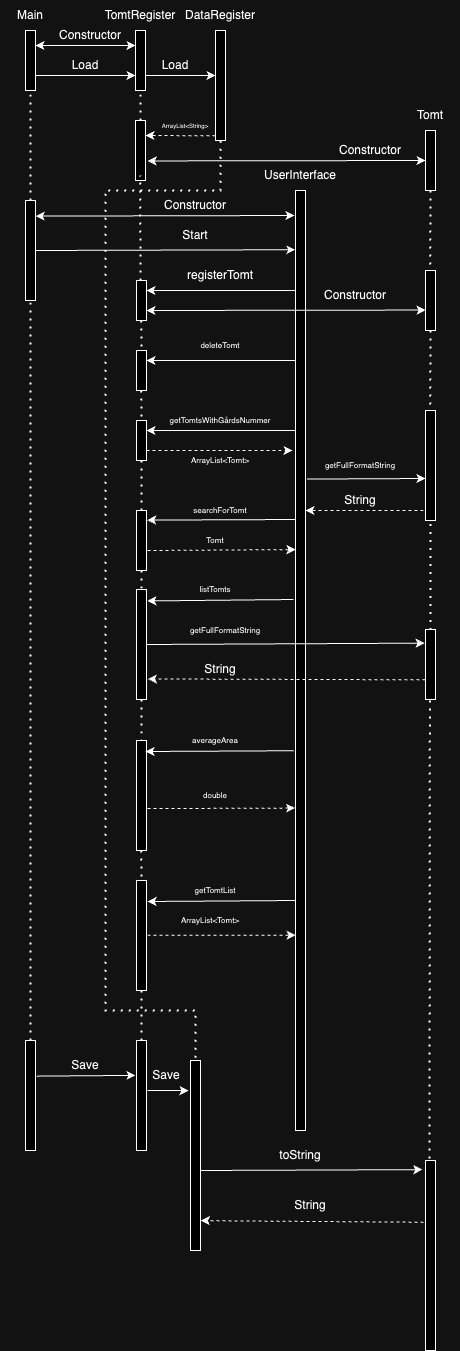 Main
TomtRegister
DataRegister
Constructor
Load
Load
ArrayList<String>
Tomt
Constructor
UserInterface
Constructor
Start
registerTomt
Constructor
deleteTomt
getTomtsWithGårdsNummer
ArrayList<Tomt>
getFullFormatString
String
searchForTomt
Tomt
listTomts
getFullFormatString
String
averageArea
double
getTomtList
ArrayList<Tomt>
Save
Save
toString
String